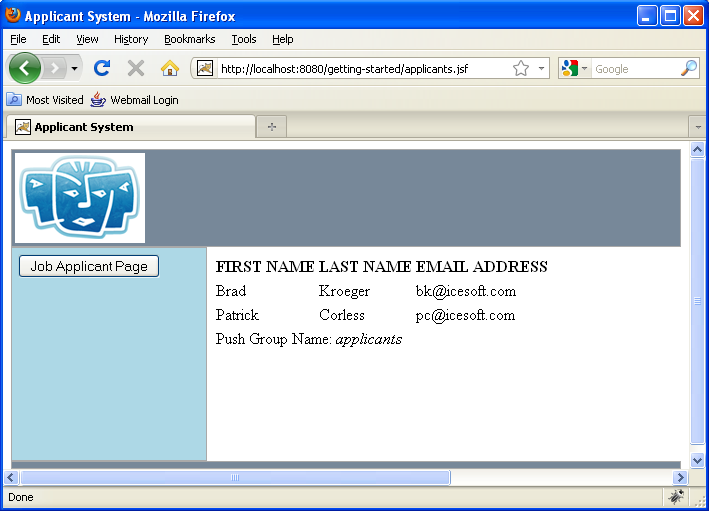 Applicant System - Mozilla Firefox
File Edit View History Bookmarks Tools Help
http://localhost:8080/getting-started/applicants.jsf Google
Most Visited Webmail Login
Applicant System
Job Applicant Page
FIRST NAME LAST NAME EMAIL ADDRESS
Brad Kroeger bk@icesoft.com
Patrick Corless pc@icesoft.com
Push Group Name: applicants
Done